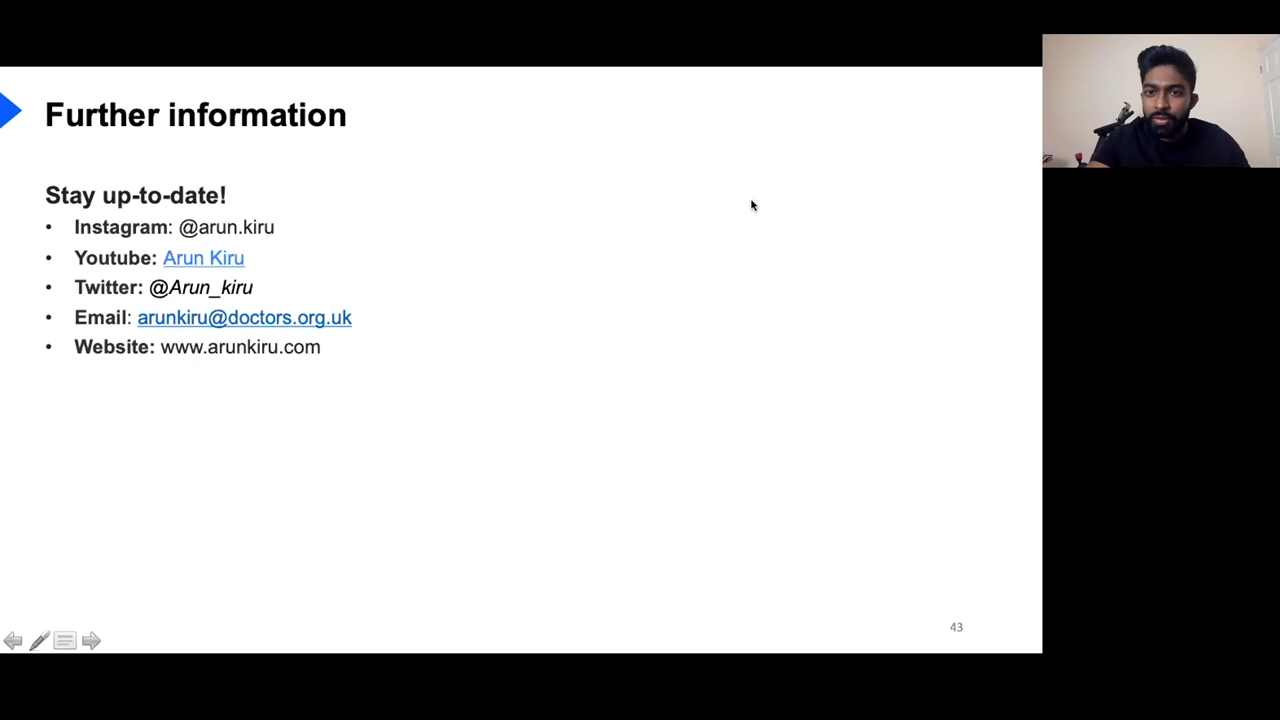 Further information
Stay up-to-date!
• Instagram: @arun.kiru
• Youtube: Arun Kiru
• Twitter: @Arun_kiru
• Email: arunkiru@doctors.org.uk
• Website: www.arunkiru.com
43